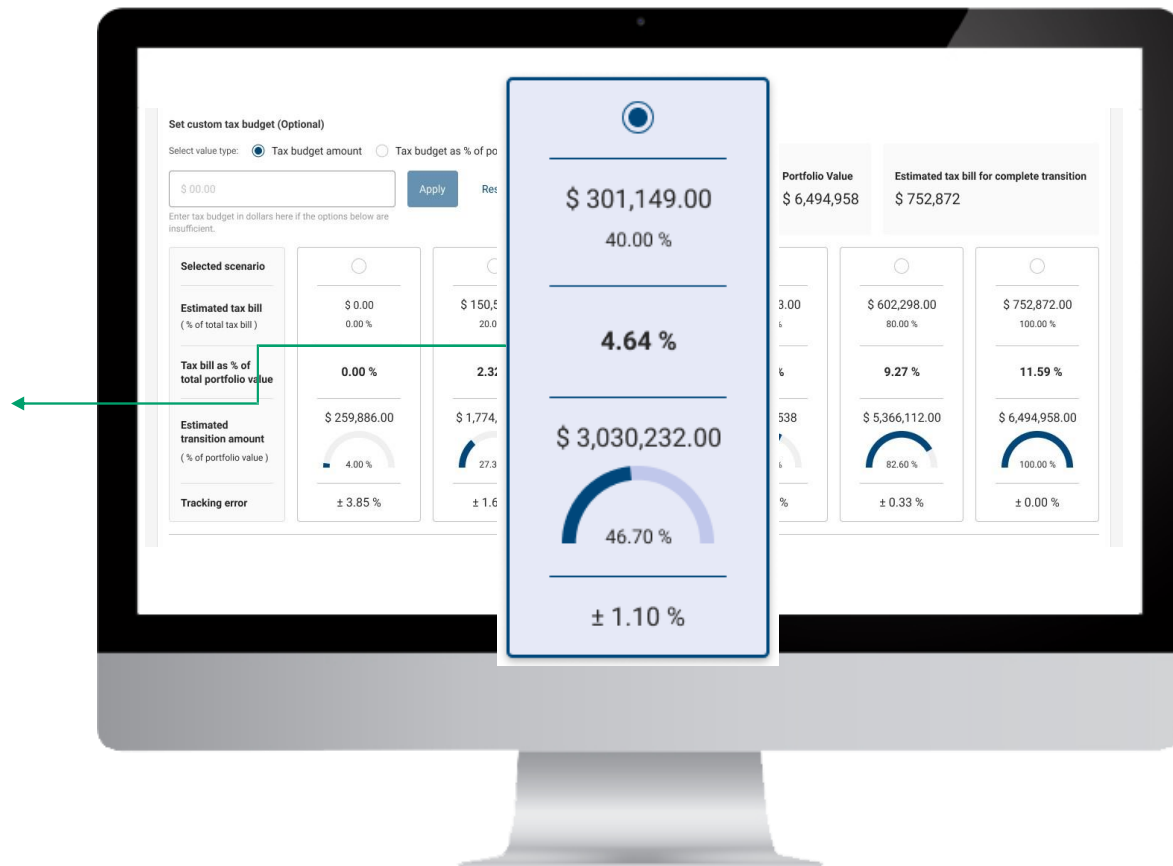 Set custom tax budget (Optional)
Select value type: Tax budget amount Tax budget as % of
$ 00.00
Apply
Enter tax budget in dollars here if the options below are
insufficient.
Portfolio Value
$ 6,494,958
Estimated tax bill for complete transition
$ 752,872
Selected scenario
Estimated tax bill
( % of total tax bill )
Tax bill as % of
total portfolio value
Estimated
transition amount
( % of portfolio value )
Tracking error
$ 0.00
0.00 %
0.00 %
$ 259,886.00
4.00 %
± 3.85 %
$ 150,5
20.0
2.32
$ 1,774,
27.3
± 1.6
$ 301,149.00
40.00 %
4.64 %
$ 3,030,232.00
46.70 %
± 1.10 %
3.00
%
538
%
$ 602,298.00
80.00 %
9.27 %
$ 5,366,112.00
82.60 %
± 0.33 %
$ 752,872.00
100.00 %
11.59 %
$ 6,494,958.00
100.00 %
± 0.00 %